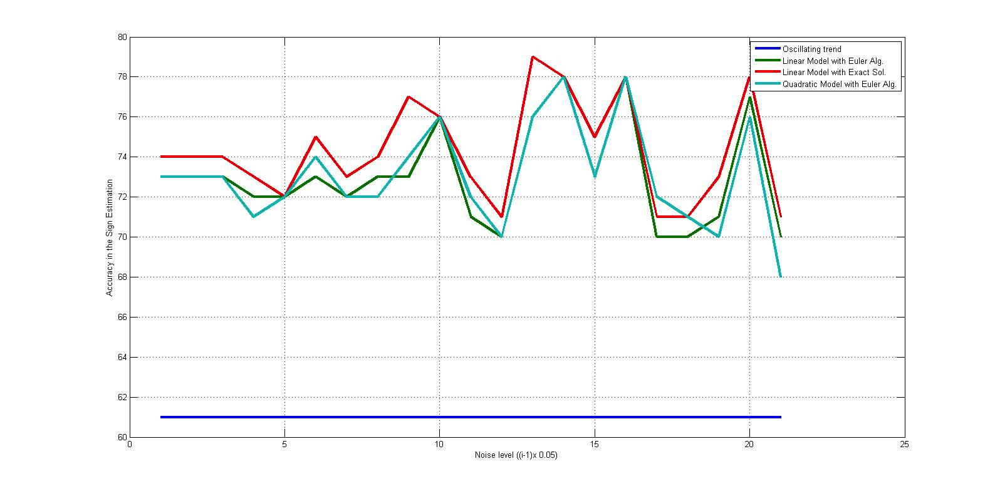 80
78
76
74
72
70
68
66
64
62
60
0
5
10
15
20
25
Accuracy in the Sign Estimation
Noise level ((i-1)x 0.05)
Oscillating trend
Linear Model with Euler Alg.
Linear Model with Exact Sol.
Quadratic Model with Euler Alg.